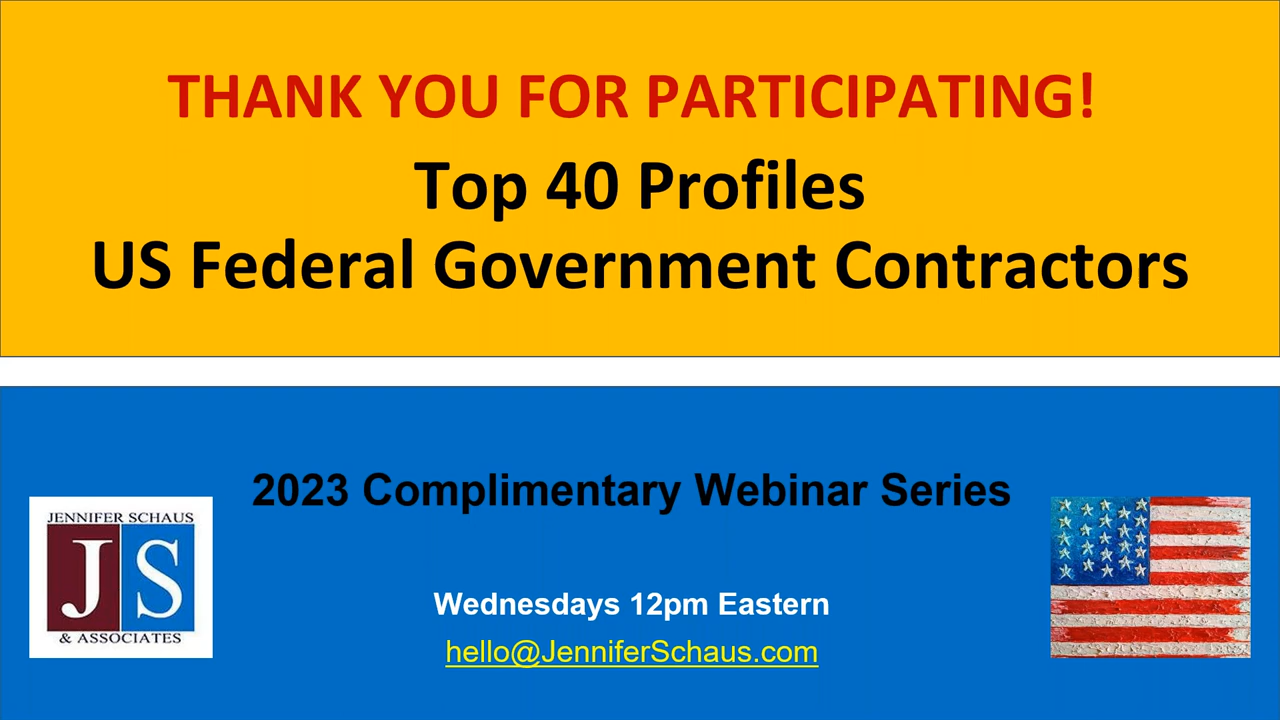 THANK YOU FOR PARTICIPATING!
Top 40 Profiles
US Federal Government Contractors
2023 Complimentary Webinar Series
JENNIFER SCHAUS
JS
& ASSOCIATES
Wednesdays 12pm Eastern
hello@JenniferSchaus.com